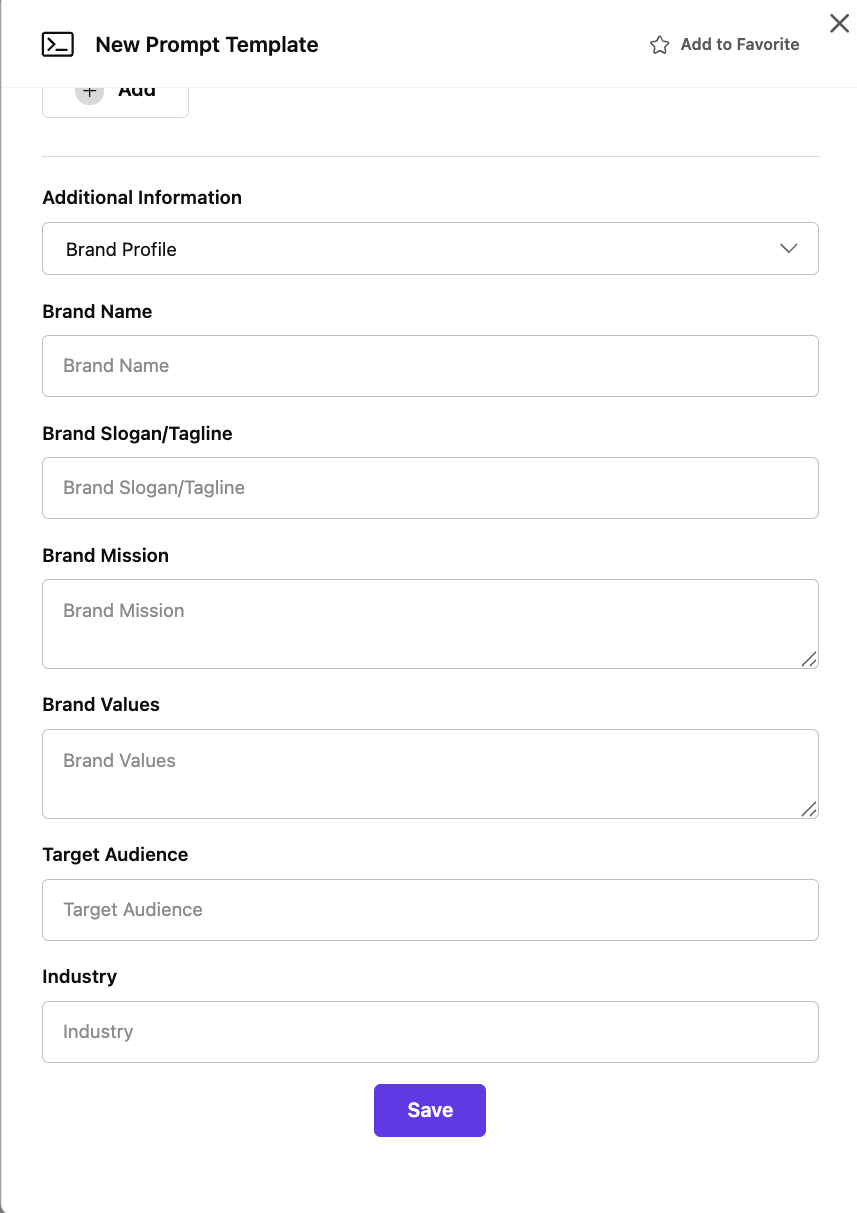 New Prompt Template
Add to Favorite
Add
Additional Information
Brand Profile
Brand Name
Brand Name
Brand Slogan/Tagline
Brand Slogan/Tagline
Brand Mission
Brand Mission
Brand Values
Brand Values
Target Audience
Target Audience
Industry
Industry
Save